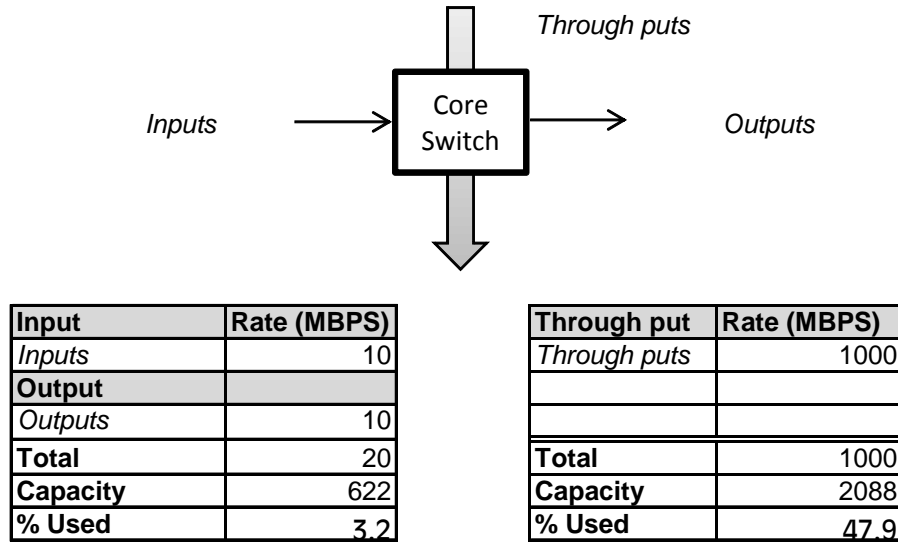 Through puts
Inputs
Core
Switch
Outputs
Input Rate (MBPS)
Inputs 10
Output
Outputs 10
Total 20
Capacity 622
% Used 3.2
Through put Rate (MBPS)
Through puts 1000
Total 1000
Capacity 2088
% Used 47.9